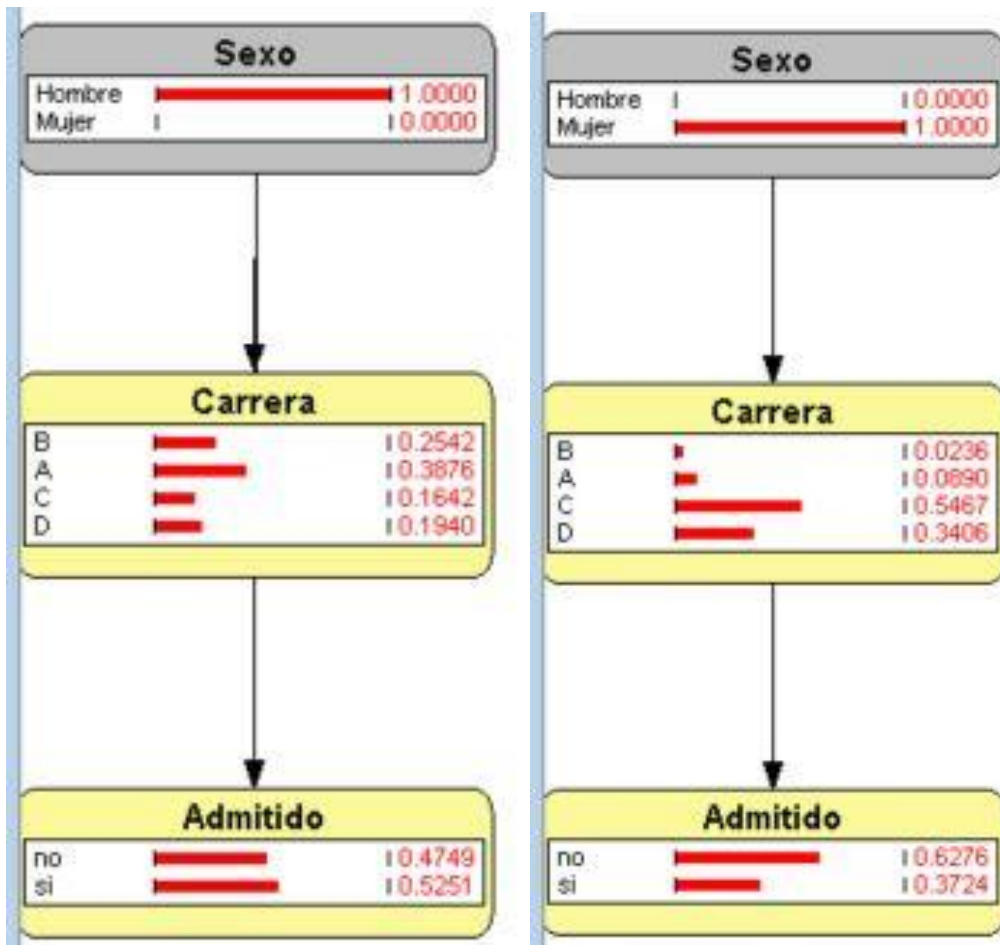 Sexo
Hombre 1.0000
Mujer 0.0000
Carrera
B 0.2542
A 0.3876
C 0.1642
D 0.1940
Admitido
no 0.4749
si 0.5251
Sexo
Hombre 0.0000
Mujer 1.0000
Carrera
B 0.0236
A 0.0890
C 0.5467
D 0.3406
Admitido
no 0.6276
si 0.3724